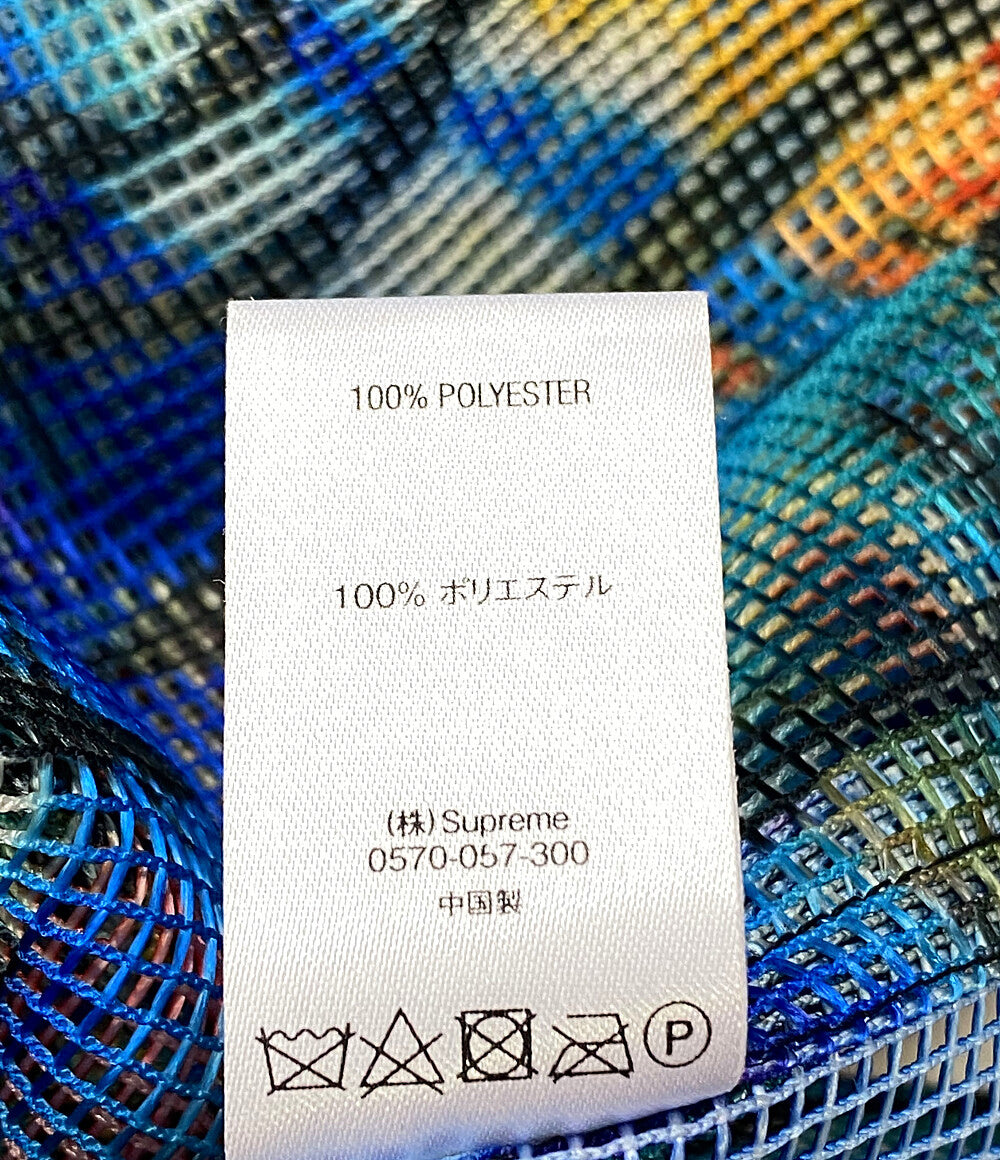 100% POLYESTER
100% ポリエステル
(株)Supreme
0570-057-300
中国製
P